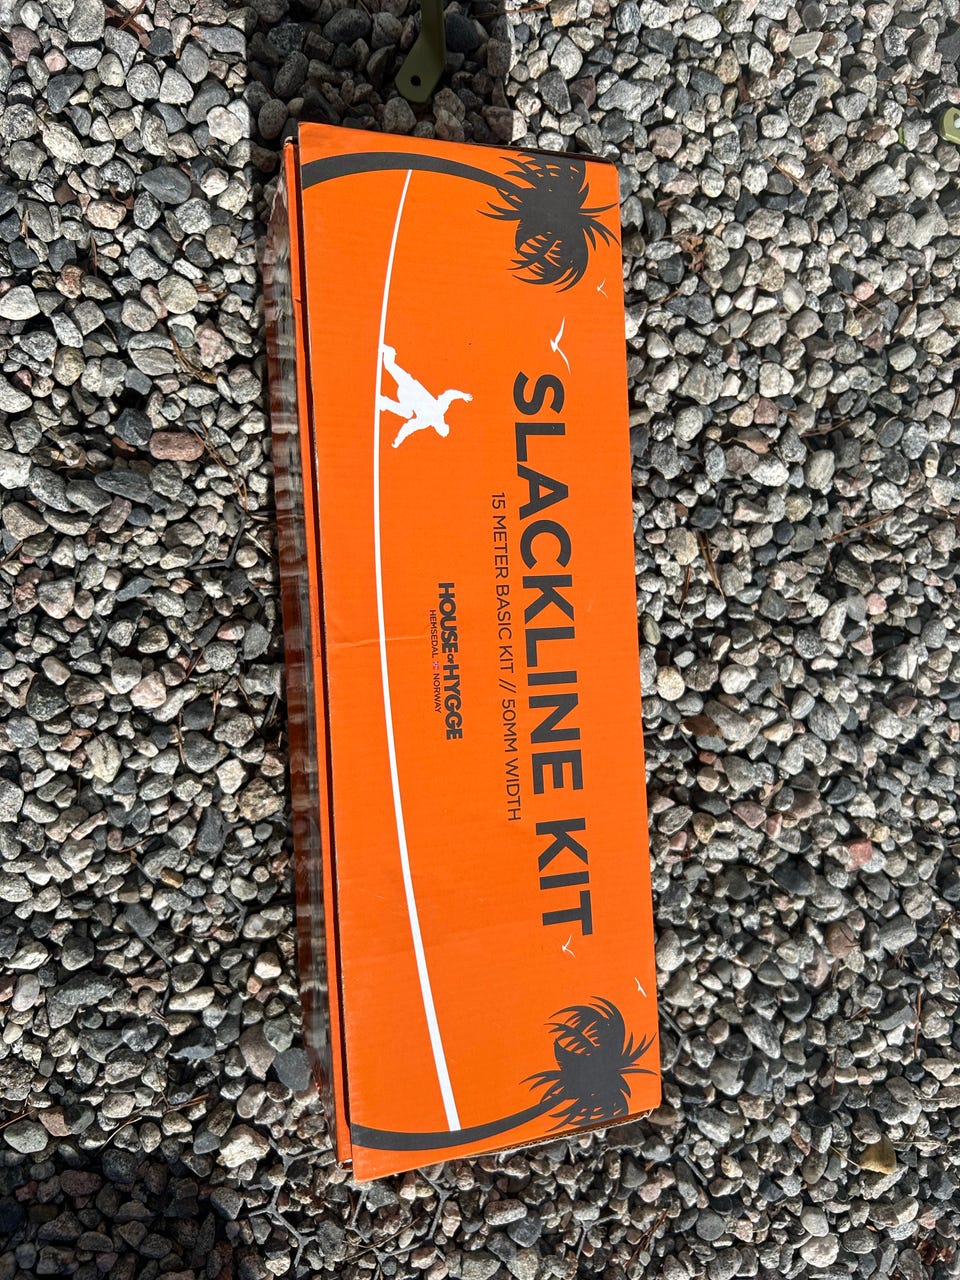 SLACKLINE KIT
15 METER BASIC KIT // 50MM WIDTH
HOUSE OF HYGGE
HEMSEDAL NORWAY